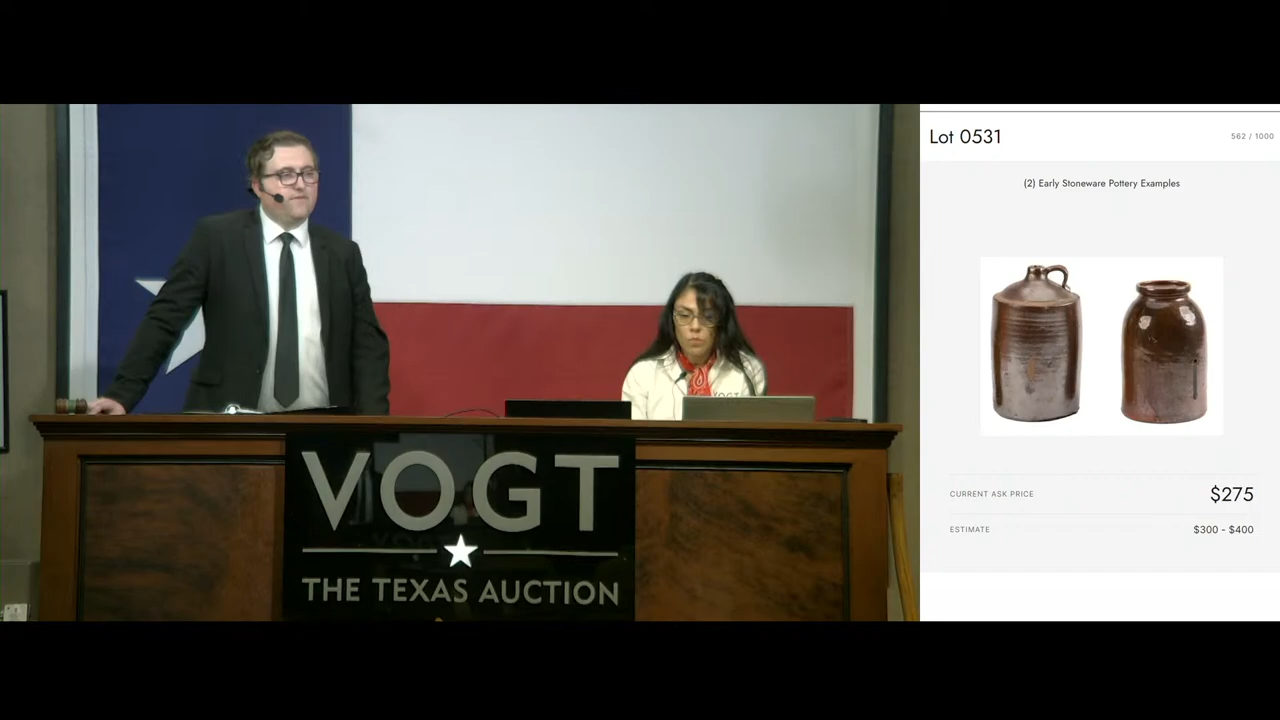 Lot 0531
562 / 1000
(2) Early Stoneware Pottery Examples
CURRENT ASK PRICE
$275
ESTIMATE
$300 - $400
VOGT
VOGT
THE TEXAS AUCTION